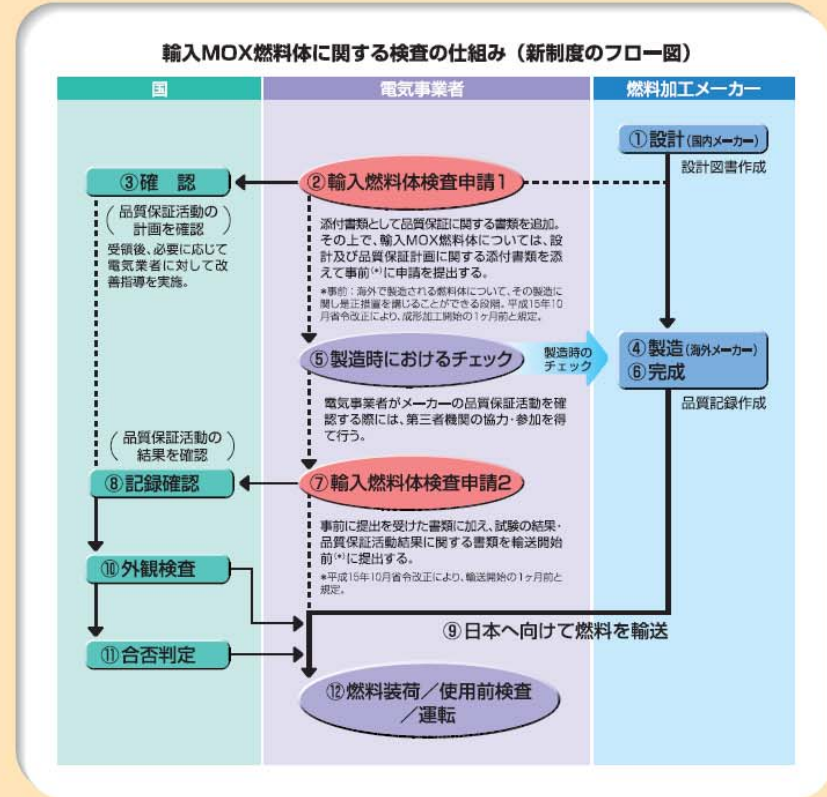 輸入MOX燃料体に関する検査の仕組み（新制度のフロー図）
国
電気事業者
燃料加工メーカー
①設計(国内メーカー)
設計図書作成
②輸入燃料体検査申請1
③確　認
（品質保証活動の
計画を確認）
受領後、必要に応じて
電気業者に対して改
善指導を実施。
添付書類として品質保証に関する書類を追加。
その上で、輸入MOX燃料体については、設
計及び品質保証計画に関する添付書類を添
えて事前(*)に申請を提出する。
*事前：海外で製造される燃料体について、その製造に
関し是正措置を講じることができる段階。平成15年10
月省令改正により、成形加工開始の1ヶ月前と規定。
⑤製造時におけるチェック
製造時の
チェック
④製造(海外メーカー)
⑥完成
品質記録作成
電気事業者がメーカーの品質保証活動を確
認する際には、第三者機関の協力・参加を得
て行う。
（品質保証活動の
結果を確認）
⑧記録確認
⑦輸入燃料体検査申請2
事前に提出を受けた書類に加え、試験の結果・
品質保証活動結果に関する書類を輸送開始
前(*)に提出する。
*平成15年10月省令改正により、輸送開始の1ヶ月前と
規定。
⑩外観検査
⑨日本へ向けて燃料を輸送
⑪合否判定
⑫燃料装荷／使用前検査
／運転